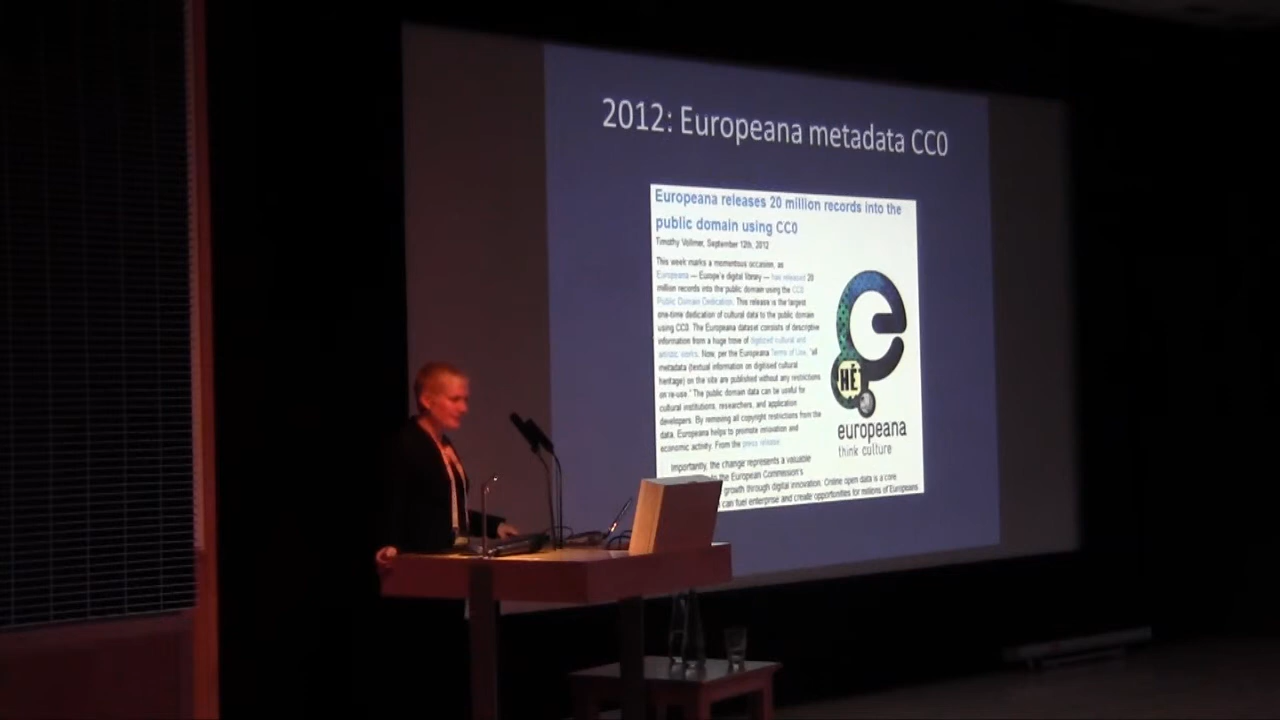 2012: Europeana metadata CC0
Europeana releases 20 million records into the
public domain using CC0
Timothy Vollmer, September 12th, 2012
This week marks a momentous occasion, as
Europeana — Europe's digital library — has released 20
million records into the public domain using the CC0
Public Domain Dedication. This release is the largest
one-time dedication of cultural data to the public domain
using CC0. The Europeana dataset consists of descriptive
information from a huge trove of digitized cultural and
artistic works. Now, per the Europeana Terms of Use, "all
metadata (textual information on digitised cultural
heritage) on the site are published without any restrictions
on re-use." The public domain data can be useful for
cultural institutions, researchers, and application
developers. By removing all copyright restrictions from the
data, Europeana helps to promote innovation and
economic activity. From the press release:
Importantly, the change represents a valuable
to the European Commission's
growth through digital innovation. Online open data is a core
can fuel enterprise and create opportunities for millions of Europeans
HÉ
europeana
think culture